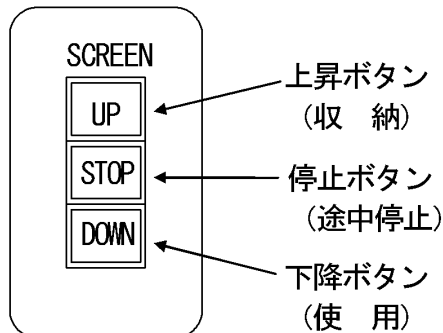 SCREEN
UP
STOP
DOWN
上昇ボタン
（収　納）
停止ボタン
（途中停止）
下降ボタン
（使　用）